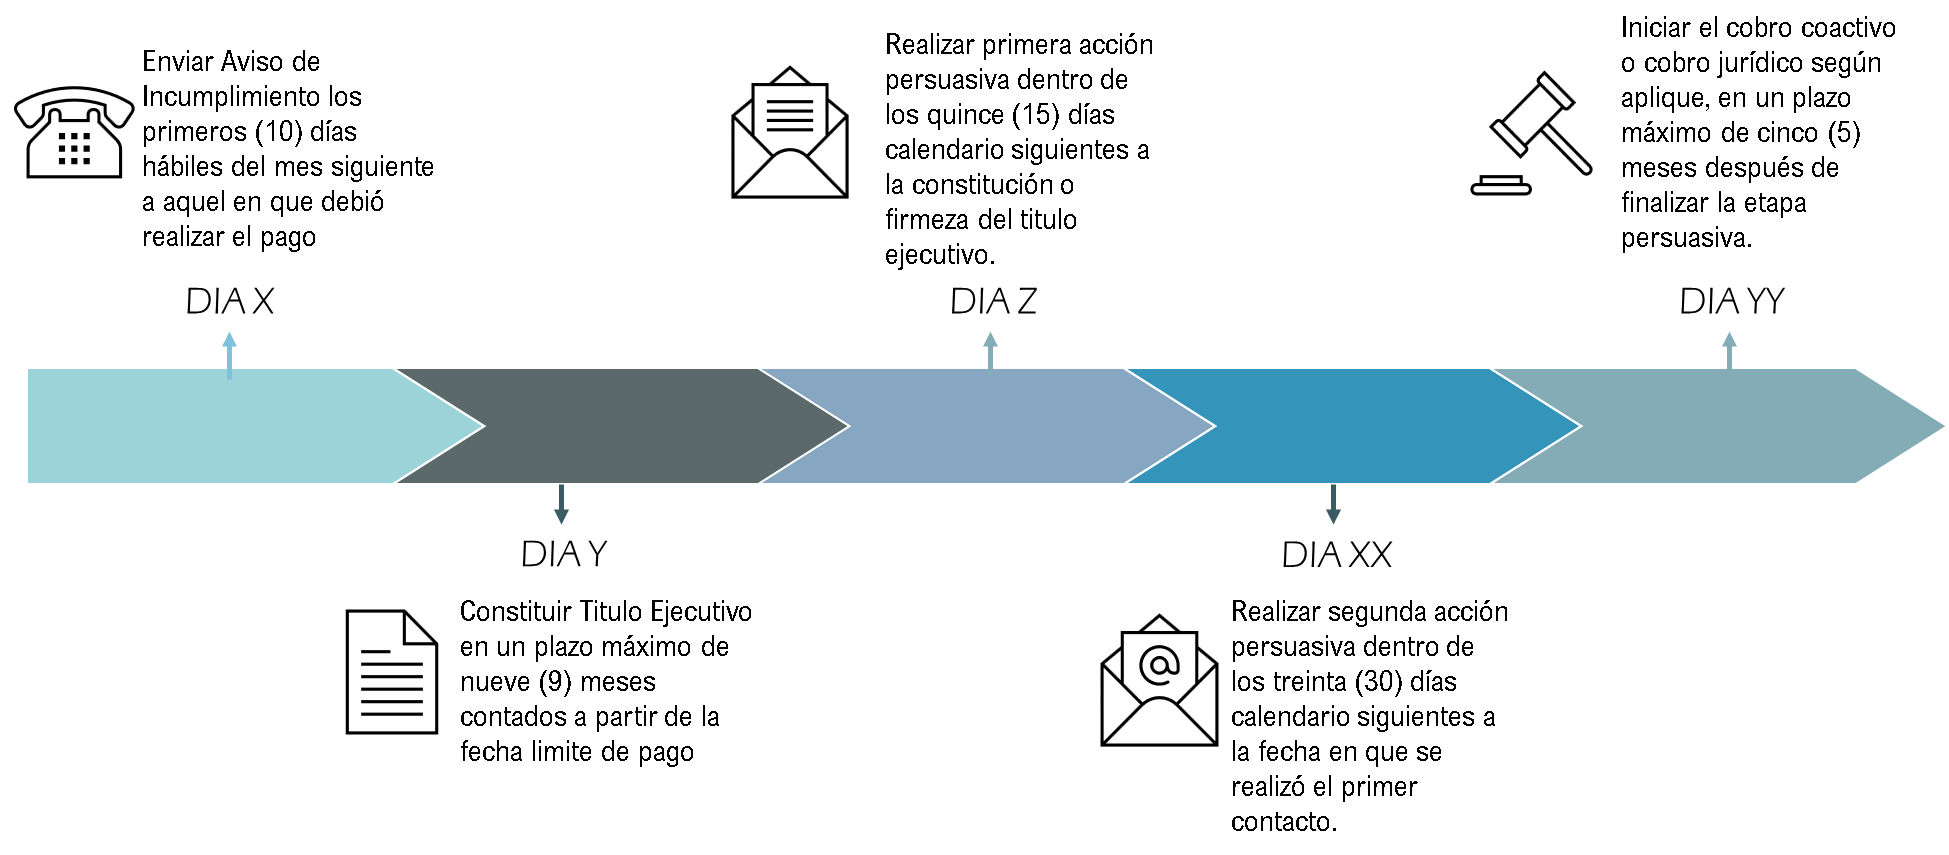 Enviar Aviso de
Incumplimiento los
primeros (10) días
hábiles del mes siguiente
a aquel en que debió
realizar el pago
DIA X
Constituir Titulo Ejecutivo
en un plazo máximo de
nueve (9) meses
contados a partir de la
fecha limite de pago
DIA Y
Realizar primera acción
persuasiva dentro de
los quince (15) días
calendario siguientes a
la constitución o
firmeza del titulo
ejecutivo.
DIA Z
DIA XX
Realizar segunda acción
persuasiva dentro de
los treinta (30) días
calendario siguientes a
la fecha en que se
realizó el primer
contacto.
Iniciar el cobro coactivo
o cobro jurídico según
aplique, en un plazo
máximo de cinco (5)
meses después de
finalizar la etapa
persuasiva.
DIA YY